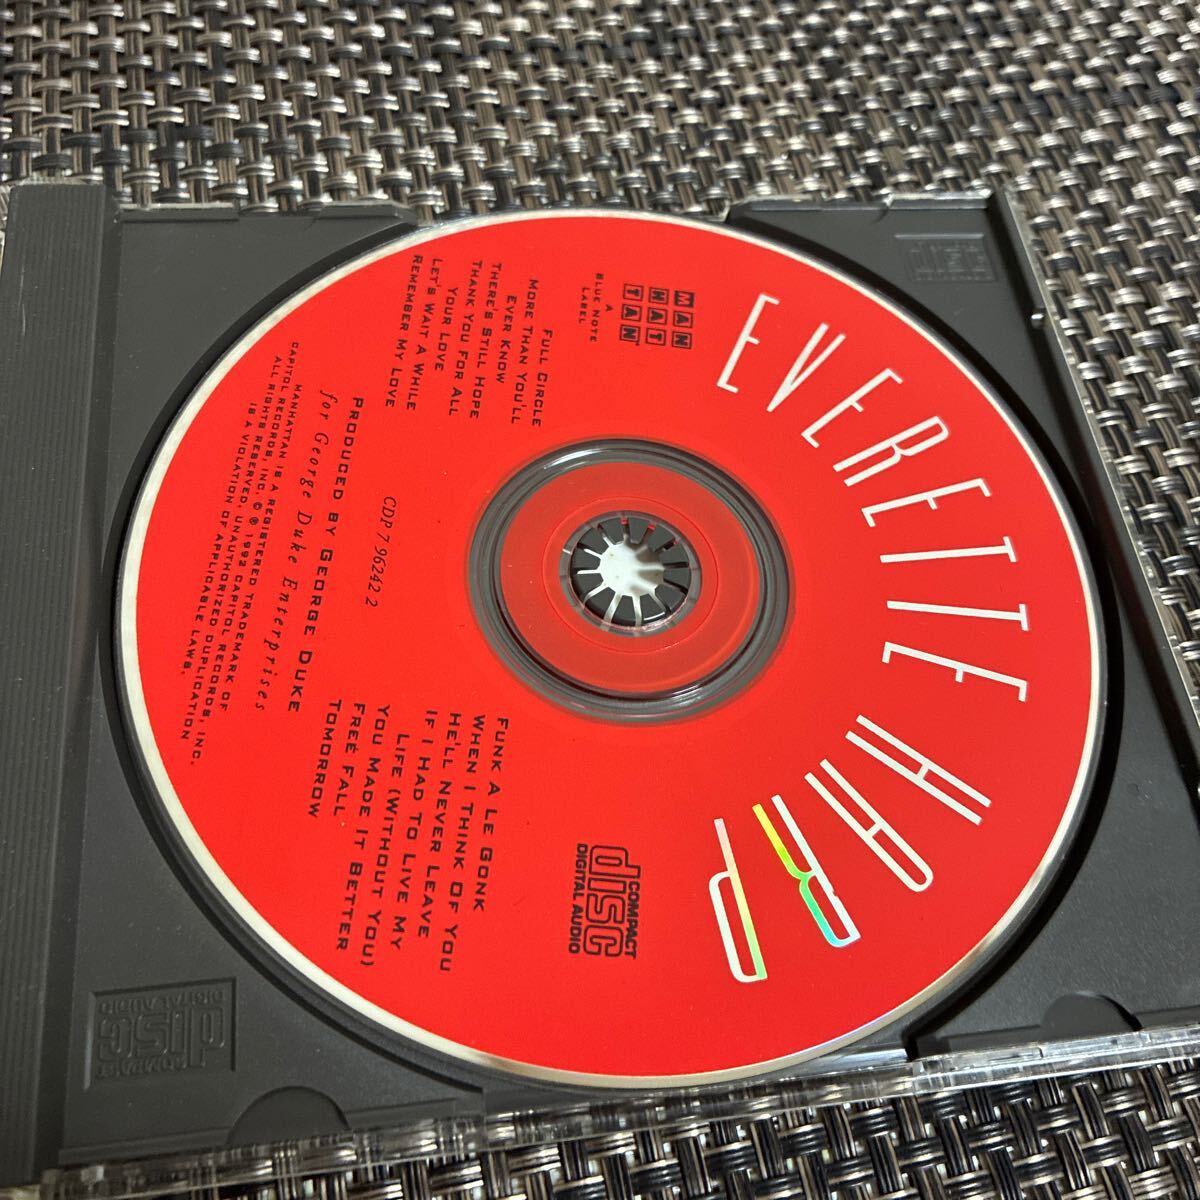 EVERETTE HARP
MAN
HAT
TAN
A
BLUE NOTE
LABEL
FULL CIRCLE
MORE THAN YOU'LL
EVER KNOW
THERE'S STILL HOPE
THANK YOU FOR ALL
YOUR LOVE
LET'S WAIT A WHILE
REMEMBER MY LOVE
FUNK A LE GONK
WHEN I THINK OF YOU
HE'LL NEVER LEAVE
IF I HAD TO LIVE MY
LIFE (WITHOUT YOU)
YOU MADE IT BETTER
FREE FALL
TOMORROW
COMPACT
disc
DIGITAL AUDIO
CDP 7 96242 2
PRODUCED BY GEORGE DUKE
for George Duke Enterprises
MANHATTAN IS A REGISTERED TRADEMARK OF
CAPITOL RECORDS, INC. © ℗ 1992 CAPITOL RECORDS, INC.
ALL RIGHTS RESERVED. UNAUTHORIZED DUPLICATION
IS A VIOLATION OF APPLICABLE LAWS.
COMPACT
disc
DIGITAL AUDIO
disc